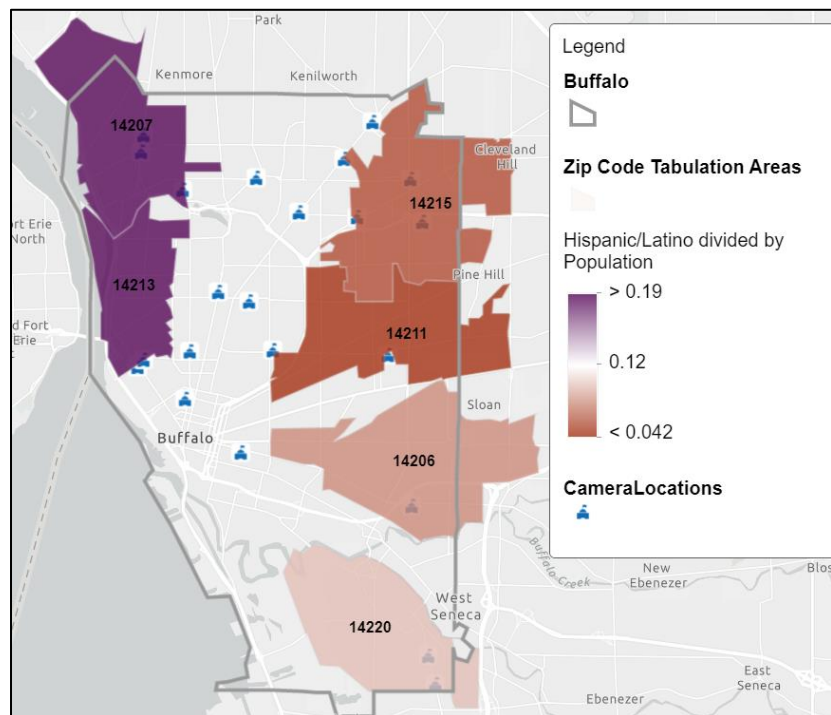 Park
Kenmore
Kenilworth
14207
Cleveland
Hill
14215
ort Erie
North
Pine Hill
14213
14211
d Fort
Erie
Sloan
Buffalo
14206
Buffalo Creek
New
Ebenezer
Blos
West
Seneca
14220
East
Seneca
Ebenezer
Legend
Buffalo
Zip Code Tabulation Areas
Hispanic/Latino divided by
Population
> 0.19
0.12
< 0.042
CameraLocations